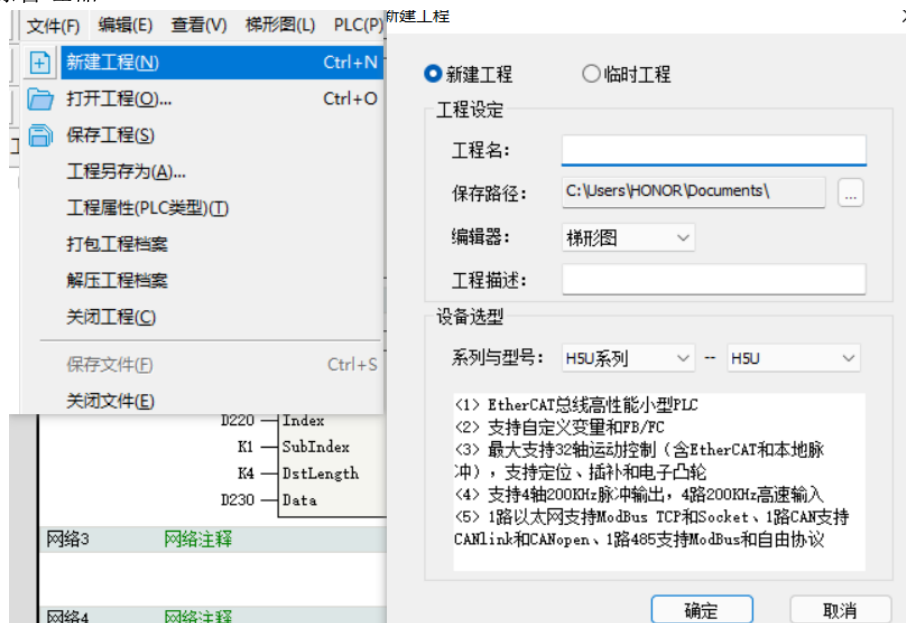 文件(F) 编辑(E) 查看(V) 梯形图(L) PLC(P)
新建工程(N) Ctrl+N
打开工程(O)... Ctrl+O
保存工程(S)
工程另存为(A)...
工程属性(PLC类型)(T)
打包工程档案
解压工程档案
关闭工程(C)
保存文件(F) Ctrl+S
关闭文件(E)
D220 Index
K1 SubIndex
K4 DstLength
D230 Data
网络3 网络注释
网络4 网络注释
新建工程
新建工程 临时工程
工程设定
工程名:
保存路径: C:\Users\HONOR\Documents\ ...
编辑器: 梯形图
工程描述:
设备选型
系列与型号: H5U系列 -- H5U
<1> EtherCAT总线高性能小型PLC
<2> 支持自定义变量和FB/FC
<3> 最大支持32轴运动控制（含EtherCAT和本地脉
冲），支持定位、插补和电子凸轮
<4> 支持4轴200KHz脉冲输出，4路200KHz高速输入
<5> 1路以太网支持ModBus TCP和Socket、1路CAN支持
CANlink和CANopen、1路485支持ModBus和自由协议
确定 取消